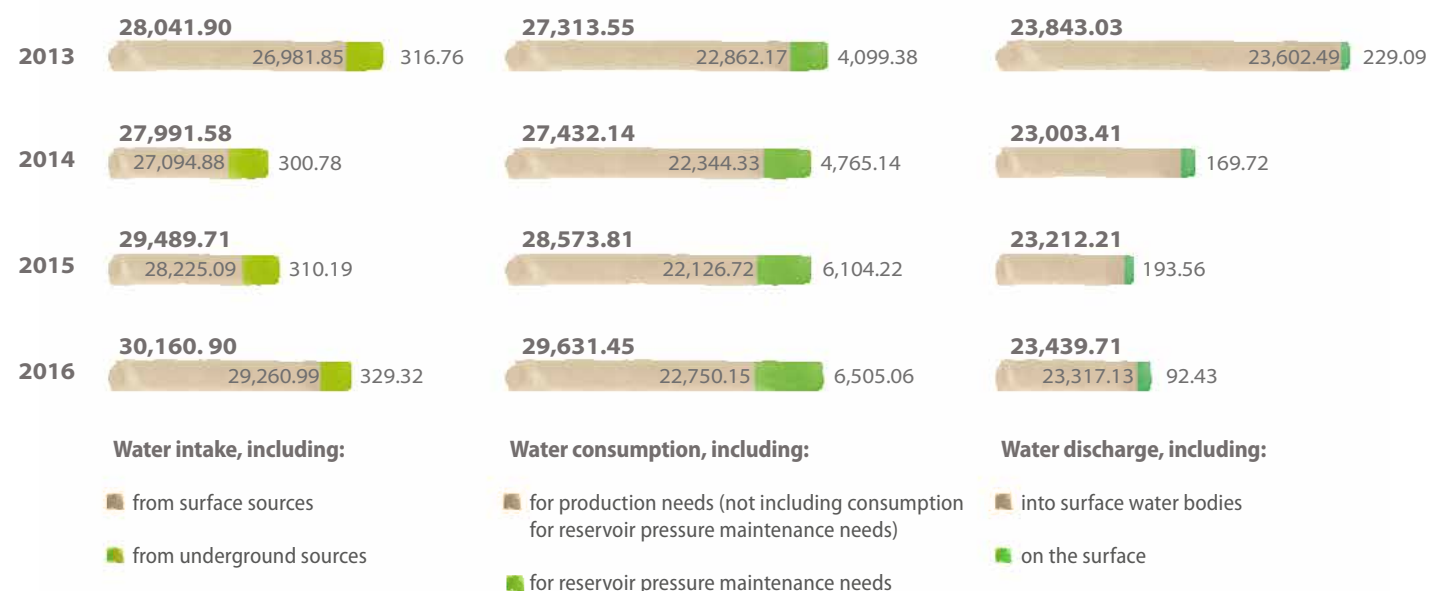 28,041.90 27,313.55 23,843.03
2013 26,981.85 316.76 22,862.17 4,099.38 23,602.49 229.09
27,991.58 27,432.14 23,003.41
2014 27,094.88 300.78 22,344.33 4,765.14 169.72
29,489.71 28,573.81 23,212.21
2015 28,225.09 310.19 22,126.72 6,104.22 193.56
30,160. 90 29,631.45 23,439.71
2016 29,260.99 329.32 22,750.15 6,505.06 23,317.13 92.43
Water intake, including:
from surface sources
from underground sources
Water consumption, including:
for production needs (not including consumption
for reservoir pressure maintenance needs)
for reservoir pressure maintenance needs
Water discharge, including:
into surface water bodies
on the surface